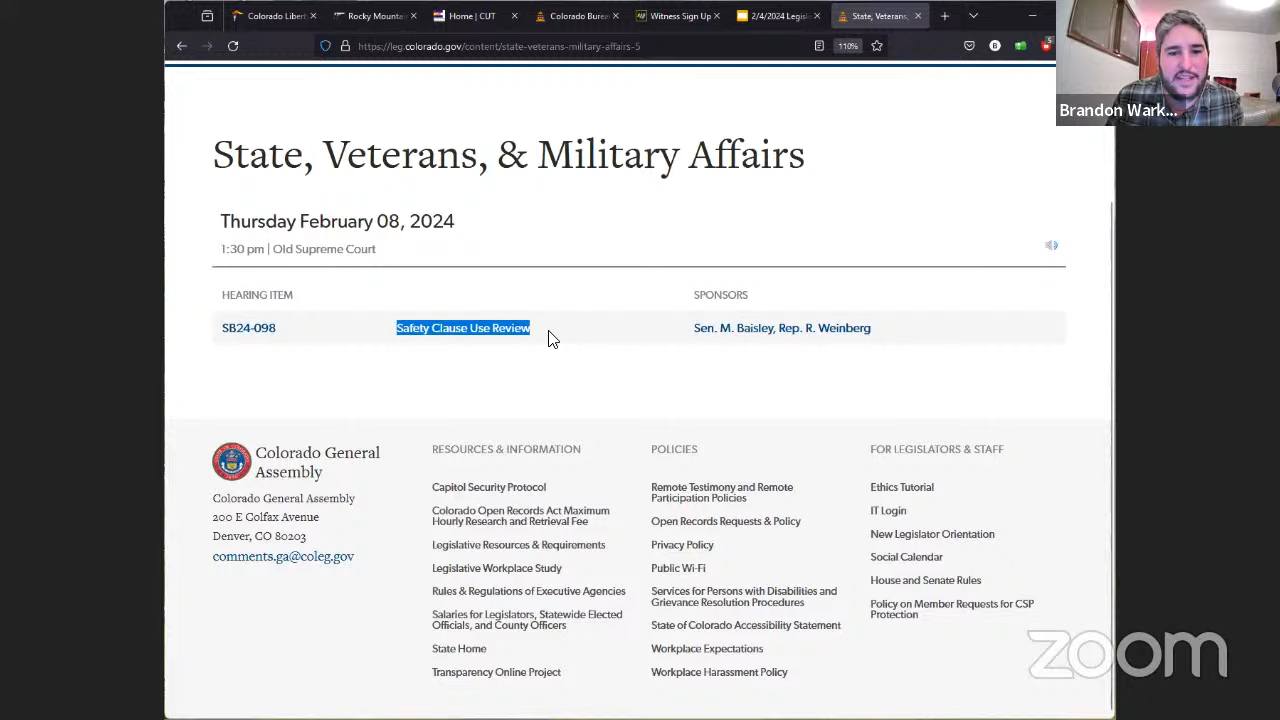 Colorado Libert
Rocky Mountain
Home | CUT
Colorado Burea
Witness Sign Up
2/4/2024 Legisl
State, Veterans,
https://leg.colorado.gov/content/state-veterans-military-affairs-5
110%
B
5
Brandon Wark...
State, Veterans, & Military Affairs
Thursday February 08, 2024
1:30 pm | Old Supreme Court
HEARING ITEM
SPONSORS
SB24-098
Safety Clause Use Review
Sen. M. Baisley, Rep. R. Weinberg
Colorado General
Assembly
Colorado General Assembly
200 E Colfax Avenue
Denver, CO 80203
comments.ga@coleg.gov
RESOURCES & INFORMATION
Capitol Security Protocol
Colorado Open Records Act Maximum
Hourly Research and Retrieval Fee
Legislative Resources & Requirements
Legislative Workplace Study
Rules & Regulations of Executive Agencies
Salaries for Legislators, Statewide Elected
Officials, and County Officers
State Home
Transparency Online Project
POLICIES
Remote Testimony and Remote
Participation Policies
Open Records Requests & Policy
Privacy Policy
Public Wi-Fi
Services for Persons with Disabilities and
Grievance Resolution Procedures
State of Colorado Accessibility Statement
Workplace Expectations
Workplace Harassment Policy
FOR LEGISLATORS & STAFF
Ethics Tutorial
IT Login
New Legislator Orientation
Social Calendar
House and Senate Rules
Policy on Member Requests for CSP
Protection
zoom